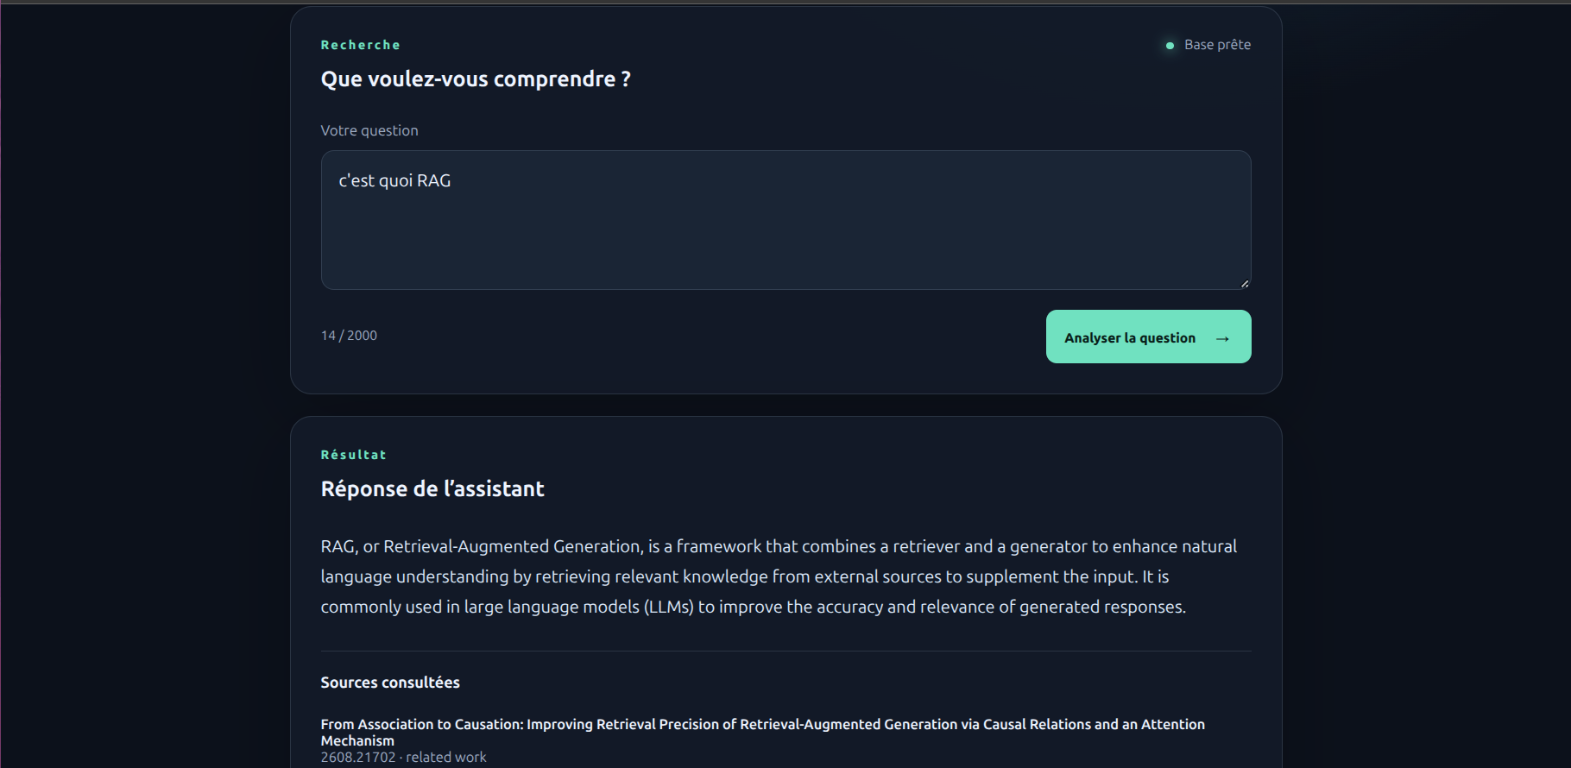 Recherche
Base prête
Que voulez-vous comprendre ?
Votre question
c'est quoi RAG
14 / 2000
Analyser la question →
Résultat
Réponse de l’assistant
RAG, or Retrieval-Augmented Generation, is a framework that combines a retriever and a generator to enhance natural
language understanding by retrieving relevant knowledge from external sources to supplement the input. It is
commonly used in large language models (LLMs) to improve the accuracy and relevance of generated responses.
Sources consultées
From Association to Causation: Improving Retrieval Precision of Retrieval-Augmented Generation via Causal Relations and an Attention
Mechanism
2608.21702 · related work